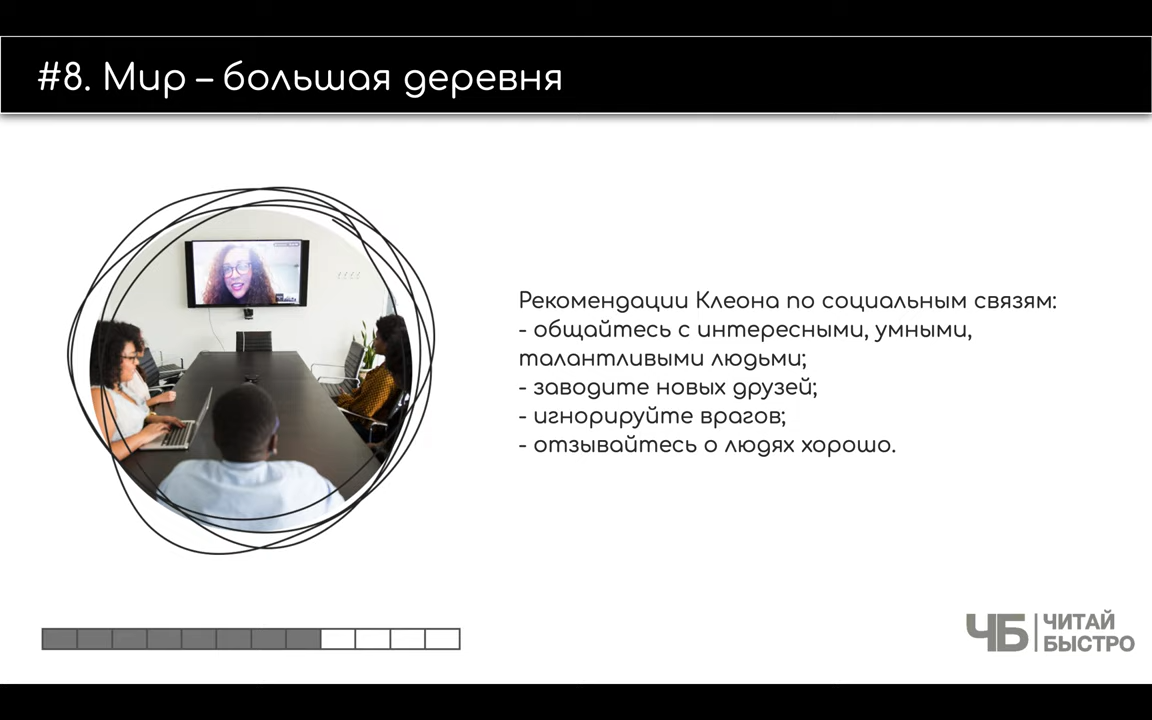 #8. Мир – большая деревня
Рекомендации Клеона по социальным связям:
- общайтесь с интересными, умными,
талантливыми людьми;
- заводите новых друзей;
- игнорируйте врагов;
- отзывайтесь о людях хорошо.
ЧБ
ЧИТАЙ
БЫСТРО